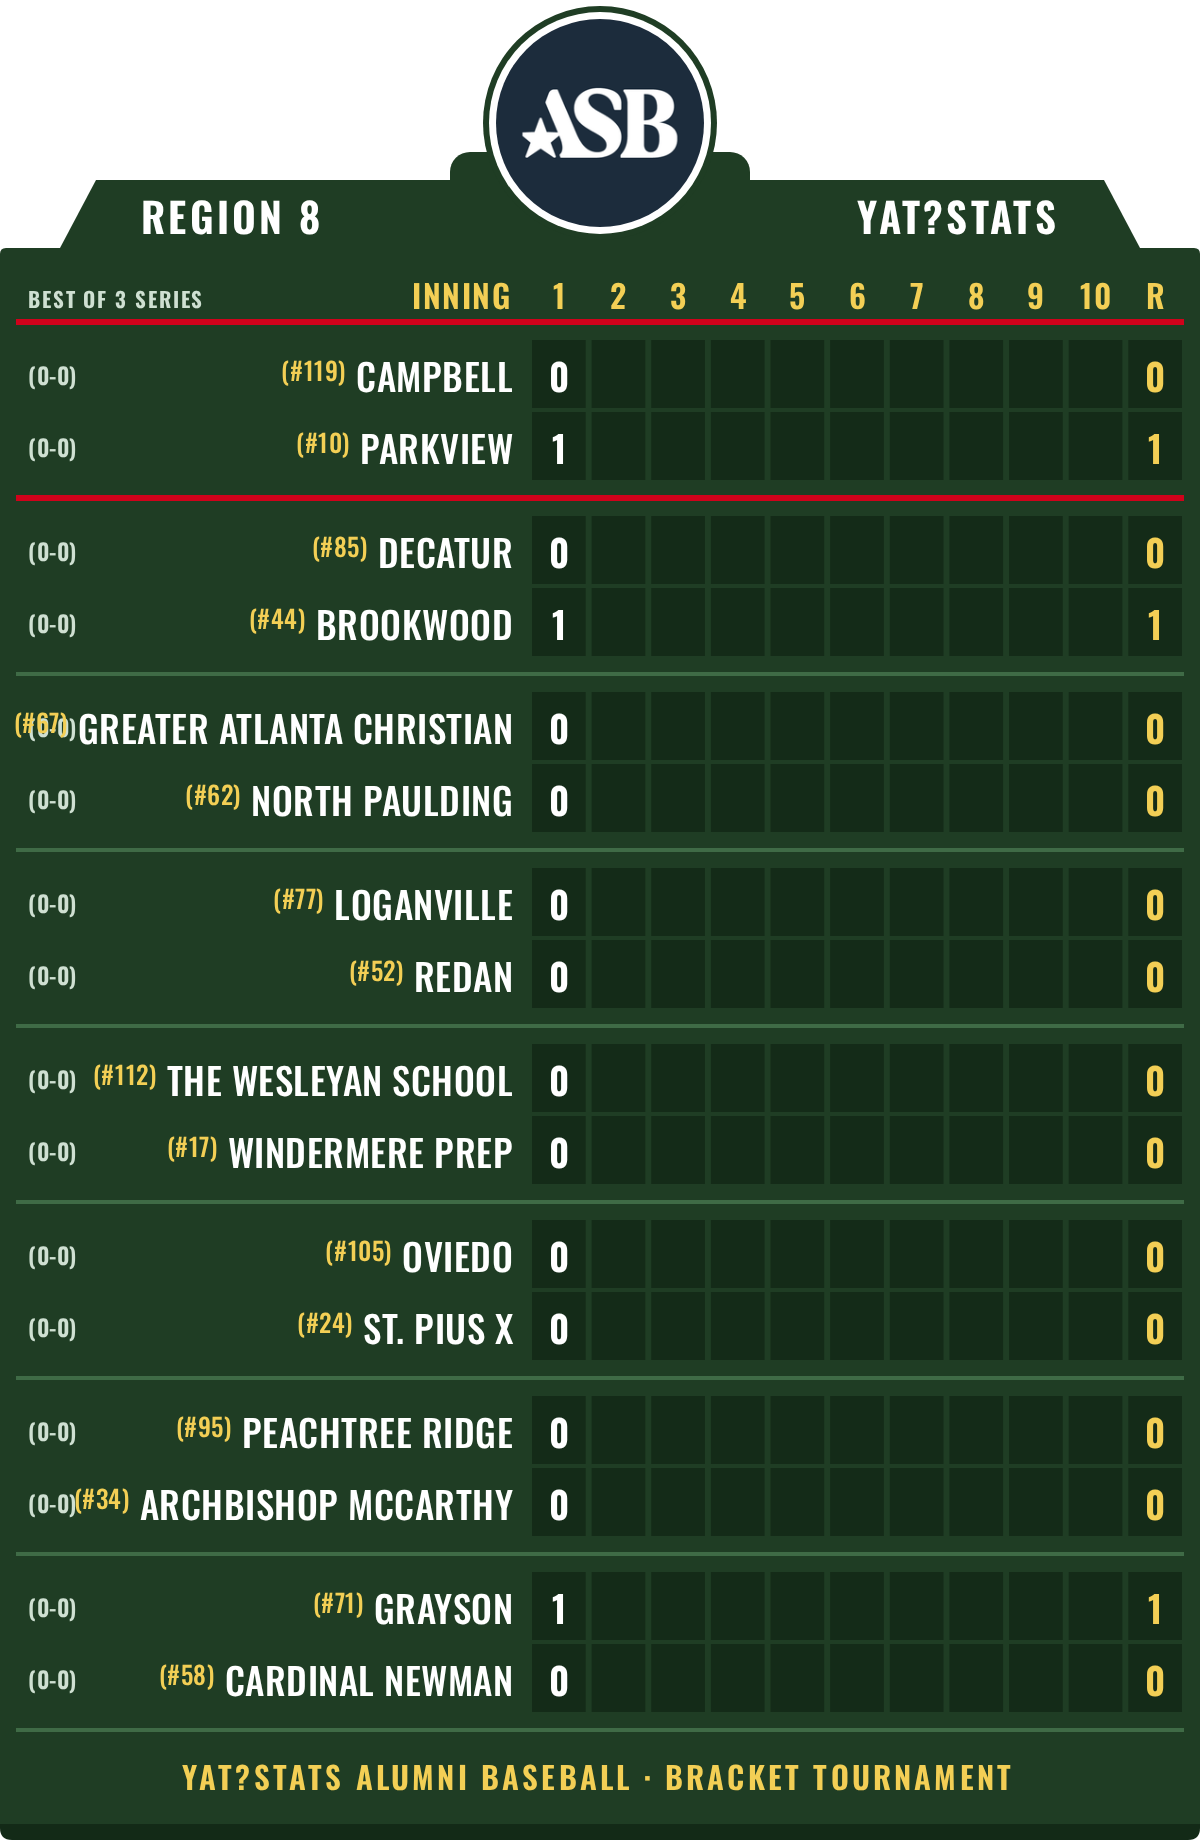 ASB
REGION 8 YAT?STATS
BEST OF 3 SERIES INNING 1 2 3 4 5 6 7 8 9 10 R
(0-0) (#119) CAMPBELL 0 0
(0-0) (#10) PARKVIEW 1 1
(0-0) (#85) DECATUR 0 0
(0-0) (#44) BROOKWOOD 1 1
(0-0) (#67) GREATER ATLANTA CHRISTIAN 0 0
(0-0) (#62) NORTH PAULDING 0 0
(0-0) (#77) LOGANVILLE 0 0
(0-0) (#52) REDAN 0 0
(0-0) (#112) THE WESLEYAN SCHOOL 0 0
(0-0) (#17) WINDERMERE PREP 0 0
(0-0) (#105) OVIEDO 0 0
(0-0) (#24) ST. PIUS X 0 0
(0-0) (#95) PEACHTREE RIDGE 0 0
(0-0) (#34) ARCHBISHOP MCCARTHY 0 0
(0-0) (#71) GRAYSON 1 1
(0-0) (#58) CARDINAL NEWMAN 0 0
YAT?STATS ALUMNI BASEBALL · BRACKET TOURNAMENT